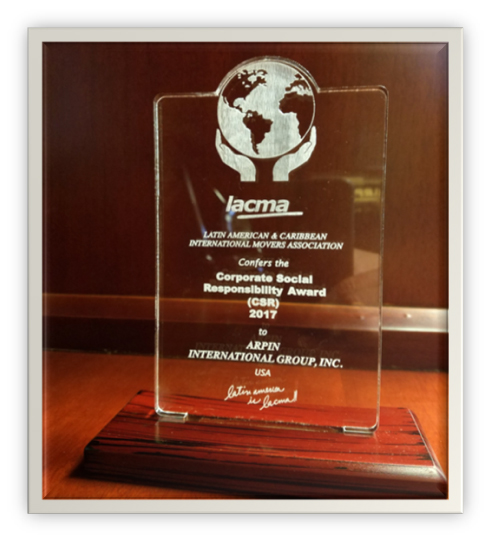 lacma
LATIN AMERICAN & CARIBBEAN
INTERNATIONAL MOVERS ASSOCIATION
Confers the
Corporate Social
Responsibility Award
(CSR)
2017
to
ARPIN
INTERNATIONAL GROUP, INC.
USA
latin america
is lacma!